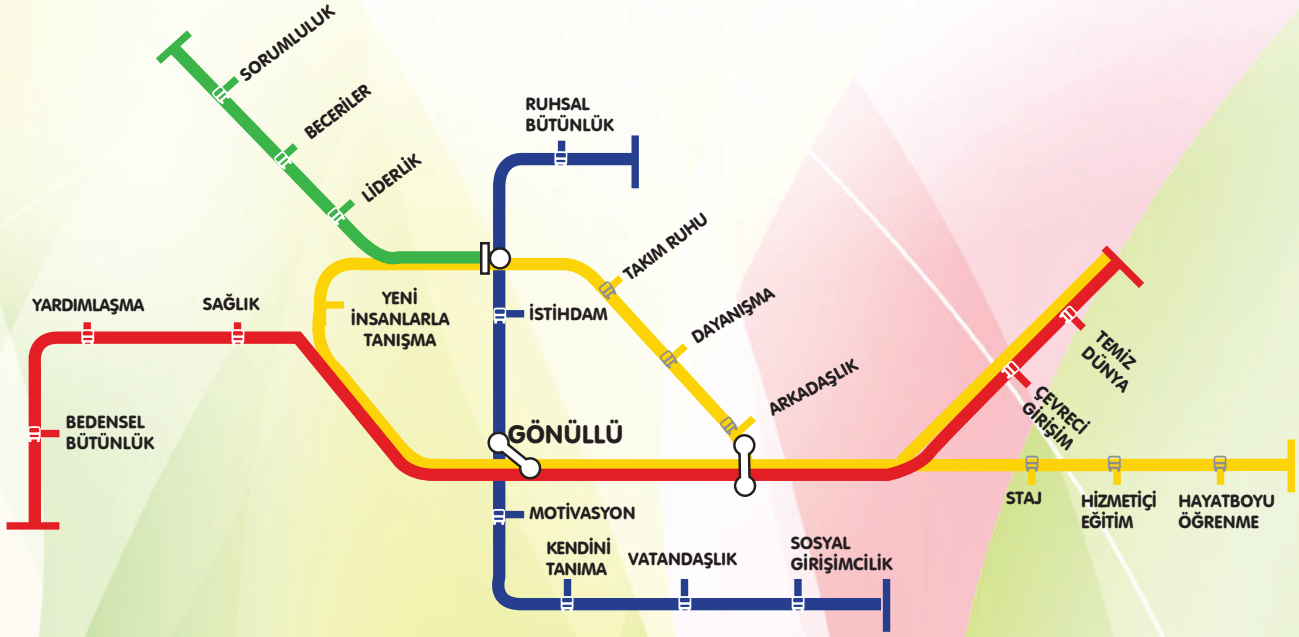 SORUMLULUK
BECERİLER
LİDERLİK
RUHSAL
BÜTÜNLÜK
TAKIM RUHU
DAYANIŞMA
ARKADAŞLIK
YARDIMLAŞMA
SAĞLIK
YENİ
İNSANLARLA
TANIŞMA
İSTİHDAM
BEDENSEL
BÜTÜNLÜK
GÖNÜLLÜ
TEMİZ
DÜNYA
ÇEVRECİ
GİRİŞİM
STAJ
HİZMETİÇİ
EĞİTİM
HAYATBOYU
ÖĞRENME
MOTİVASYON
KENDİNİ
TANIMA
VATANDAŞLIK
SOSYAL
GİRİŞİMCİLİK